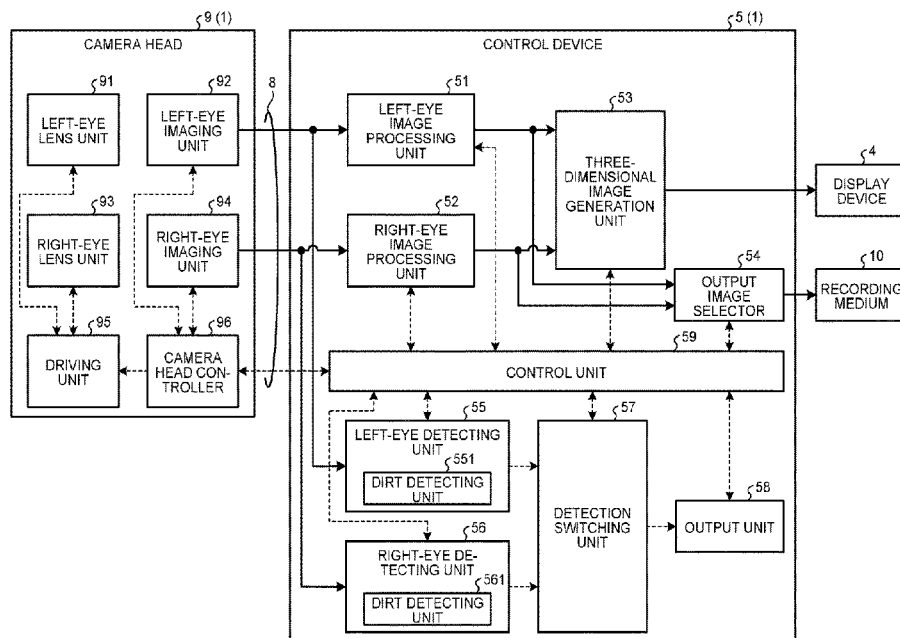 9 (1)
CAMERA HEAD
91
LEFT-EYE
LENS UNIT
92
LEFT-EYE
IMAGING
UNIT
93
RIGHT-EYE
LENS UNIT
94
RIGHT-EYE
IMAGING
UNIT
95
DRIVING
UNIT
96
CAMERA
HEAD CON-
TROLLER
8
5 (1)
CONTROL DEVICE
51
LEFT-EYE
IMAGE
PROCESSING
UNIT
52
RIGHT-EYE
IMAGE
PROCESSING
UNIT
53
THREE-
DIMENSIONAL
IMAGE
GENERATION
UNIT
54
OUTPUT
IMAGE
SELECTOR
4
DISPLAY
DEVICE
10
RECORDING
MEDIUM
59
CONTROL UNIT
55
LEFT-EYE DETECTING
UNIT
551
DIRT DETECTING
UNIT
56
RIGHT-EYE DE-
TECTING UNIT
561
DIRT DETECTING
UNIT
57
DETECTION
SWITCHING
UNIT
58
OUTPUT UNIT